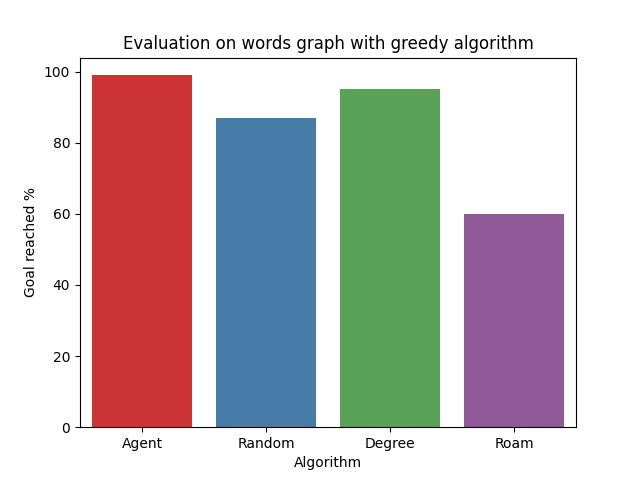 Evaluation on words graph with greedy algorithm
Goal reached %
100
80
60
40
20
0
Agent Random Degree Roam
Algorithm